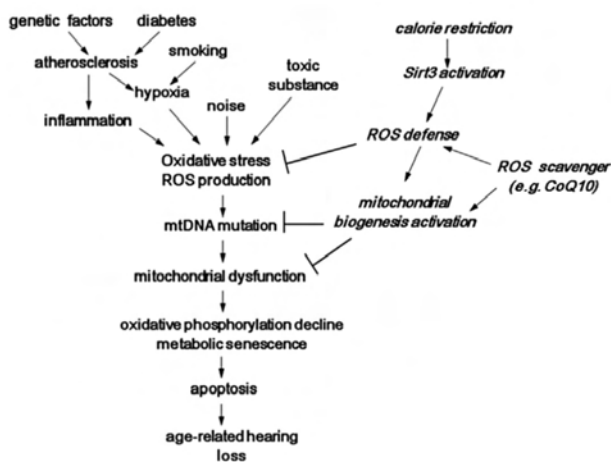 genetic factors
diabetes
calorie restriction
smoking
atherosclerosis
toxic
substance
Sirt3 activation
hypoxia
noise
inflammation
ROS defense
Oxidative stress
ROS production
ROS scavenger
(e.g. CoQ10)
mitochondrial
biogenesis activation
mtDNA mutation
mitochondrial dysfunction
oxidative phosphorylation decline
metabolic senescence
apoptosis
age-related hearing
loss